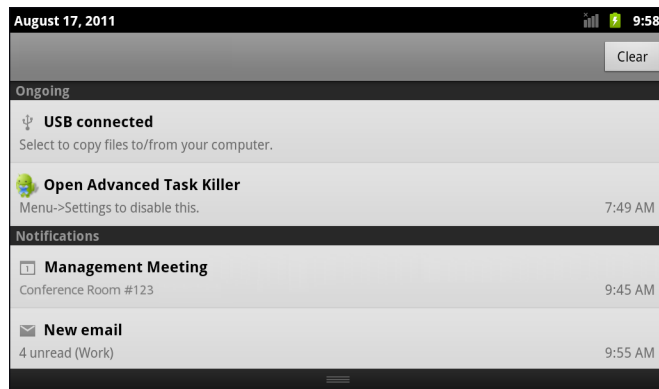 August 17, 2011 9:58
Clear
Ongoing
USB connected
Select to copy files to/from your computer.
Open Advanced Task Killer
Menu->Settings to disable this. 7:49 AM
Notifications
1 Management Meeting
Conference Room #123 9:45 AM
New email
4 unread (Work) 9:55 AM